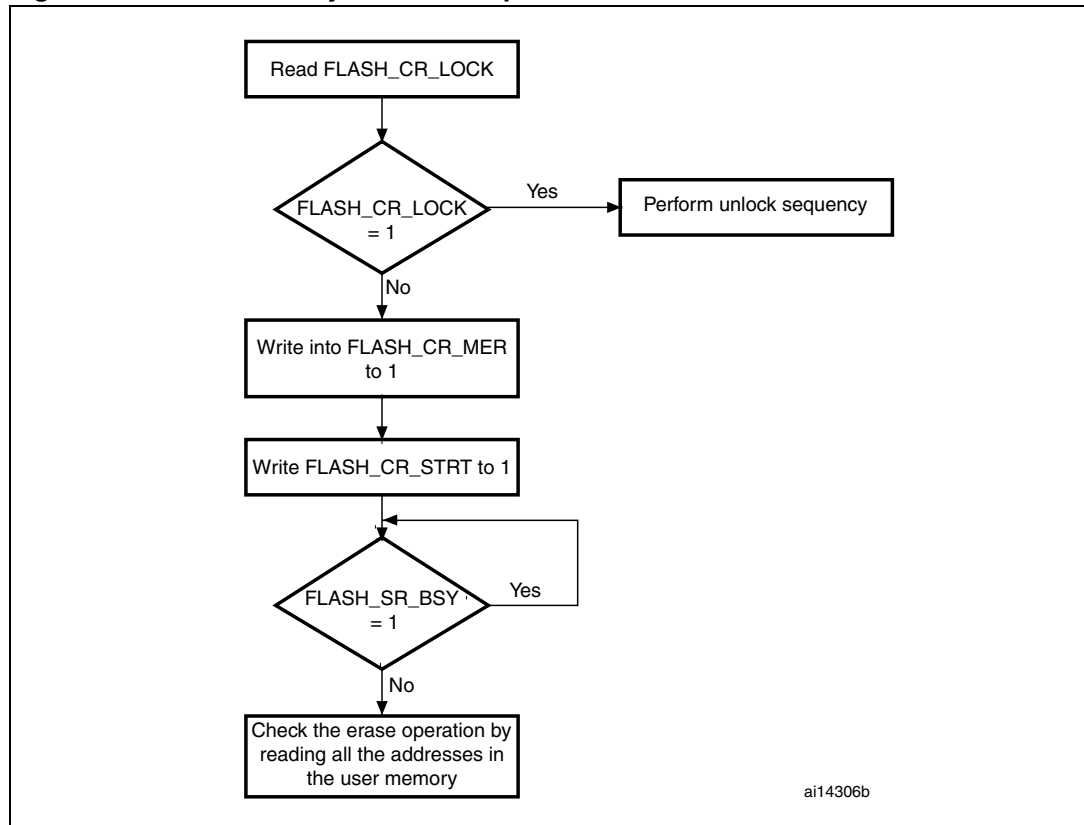 Read FLASH_CR_LOCK
FLASH_CR_LOCK
= 1
Yes
Perform unlock sequency
No
Write into FLASH_CR_MER
to 1
Write FLASH_CR_STRT to 1
FLASH_SR_BSY
= 1
Yes
No
Check the erase operation by
reading all the addresses in
the user memory
ai14306b